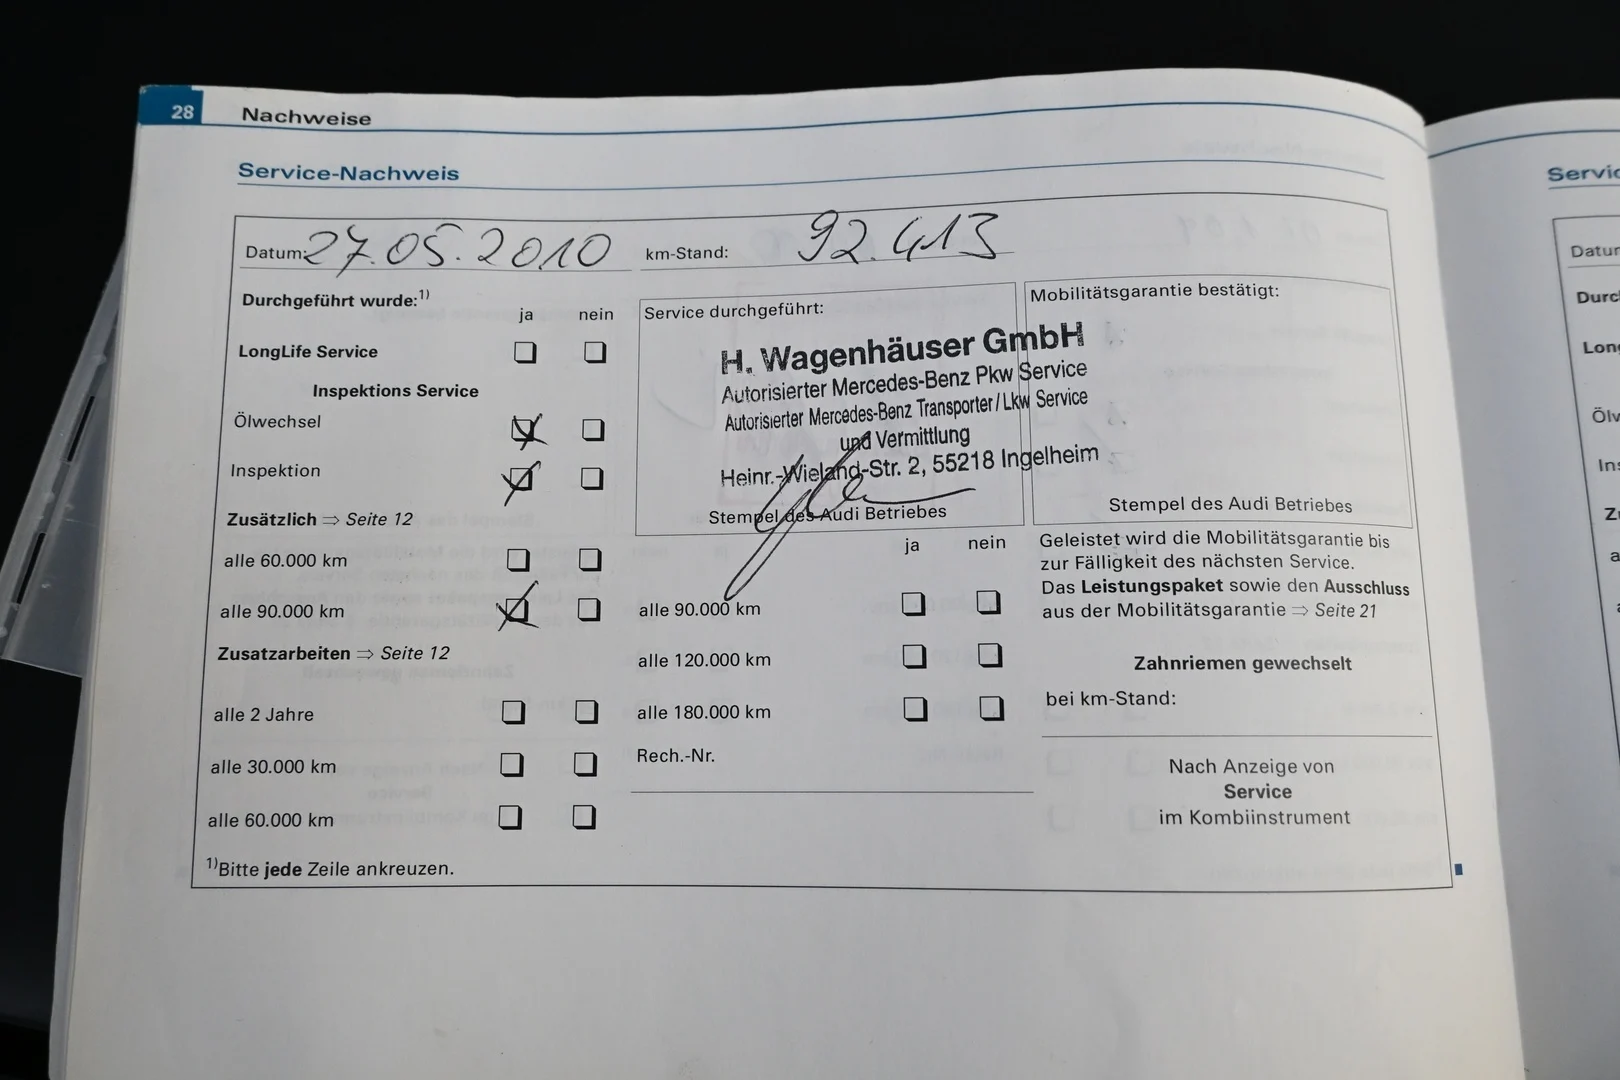 28 Nachweise
Service-Nachweis
Datum: 27.05.2010 km-Stand: 92.413
Durchgeführt wurde:1)
ja nein
LongLife Service
Inspektions Service
Ölwechsel
Inspektion
Zusätzlich ⇒ Seite 12
alle 60.000 km
alle 90.000 km
Zusatzarbeiten ⇒ Seite 12
alle 2 Jahre
alle 30.000 km
alle 60.000 km
1)Bitte jede Zeile ankreuzen.
Service durchgeführt:
H. Wagenhäuser GmbH
Autorisierter Mercedes-Benz Pkw Service
Autorisierter Mercedes-Benz Transporter/Lkw Service
und Vermittlung
Heinr.-Wieland-Str. 2, 55218 Ingelheim
Stempel des Audi Betriebes
ja nein
alle 90.000 km
alle 120.000 km
alle 180.000 km
Rech.-Nr.
Mobilitätsgarantie bestätigt:
Stempel des Audi Betriebes
Geleistet wird die Mobilitätsgarantie bis
zur Fälligkeit des nächsten Service.
Das Leistungspaket sowie den Ausschluss
aus der Mobilitätsgarantie ⇒ Seite 21
Zahnriemen gewechselt
bei km-Stand:
Nach Anzeige von
Service
im Kombiinstrument